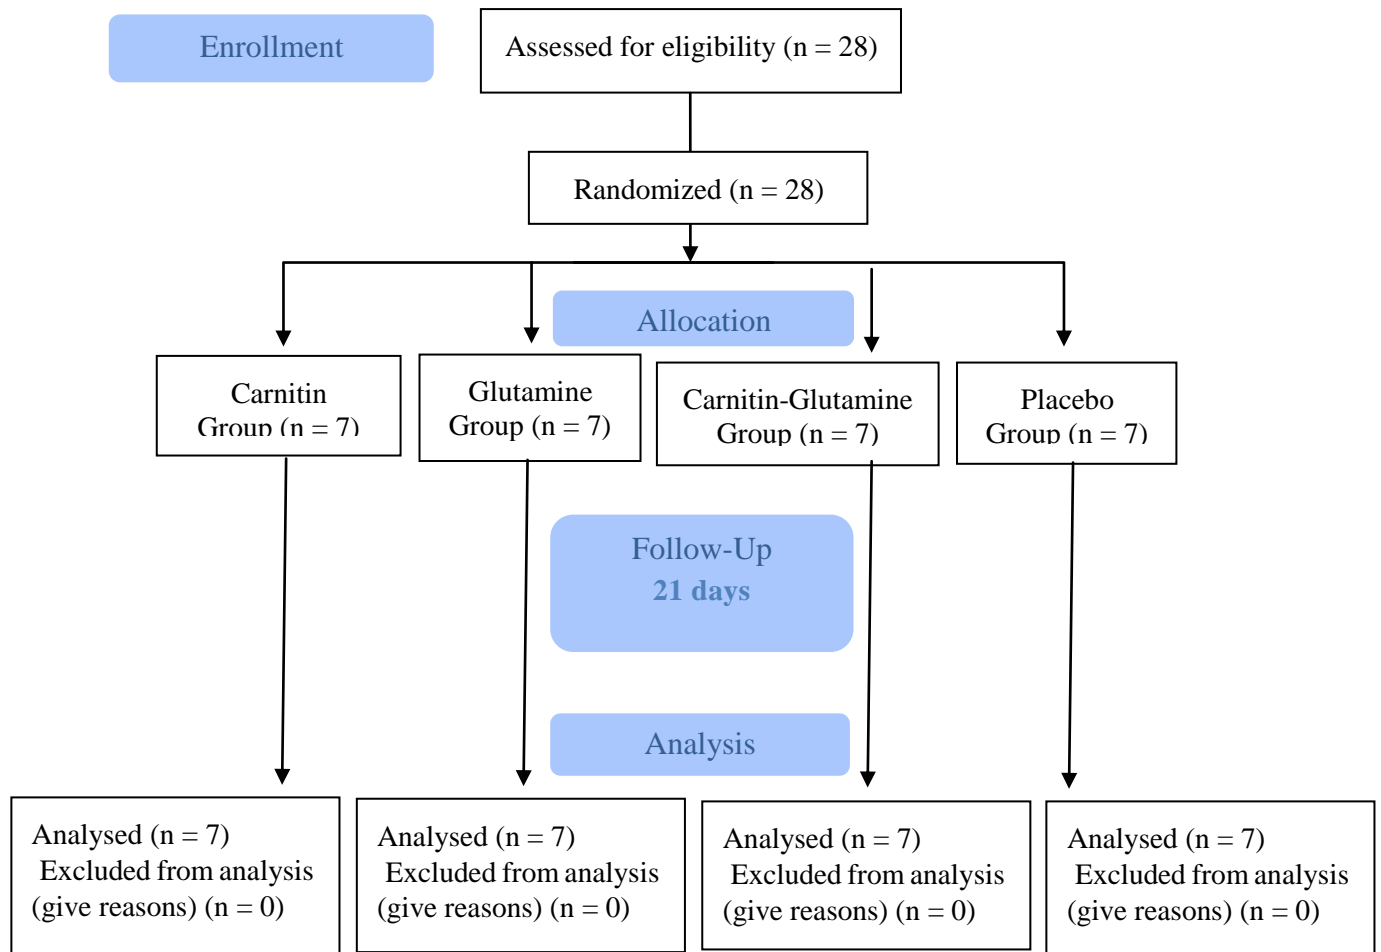 Enrollment
Assessed for eligibility (n = 28)
Randomized (n = 28)
Allocation
Carnitin
Group (n = 7)
Glutamine
Group (n = 7)
Carnitin-Glutamine
Group (n = 7)
Placebo
Group (n = 7)
Follow-Up
21 days
Analysis
Analysed (n = 7)
Excluded from analysis
(give reasons) (n = 0)
Analysed (n = 7)
Excluded from analysis
(give reasons) (n = 0)
Analysed (n = 7)
Excluded from analysis
(give reasons) (n = 0)
Analysed (n = 7)
Excluded from analysis
(give reasons) (n = 0)